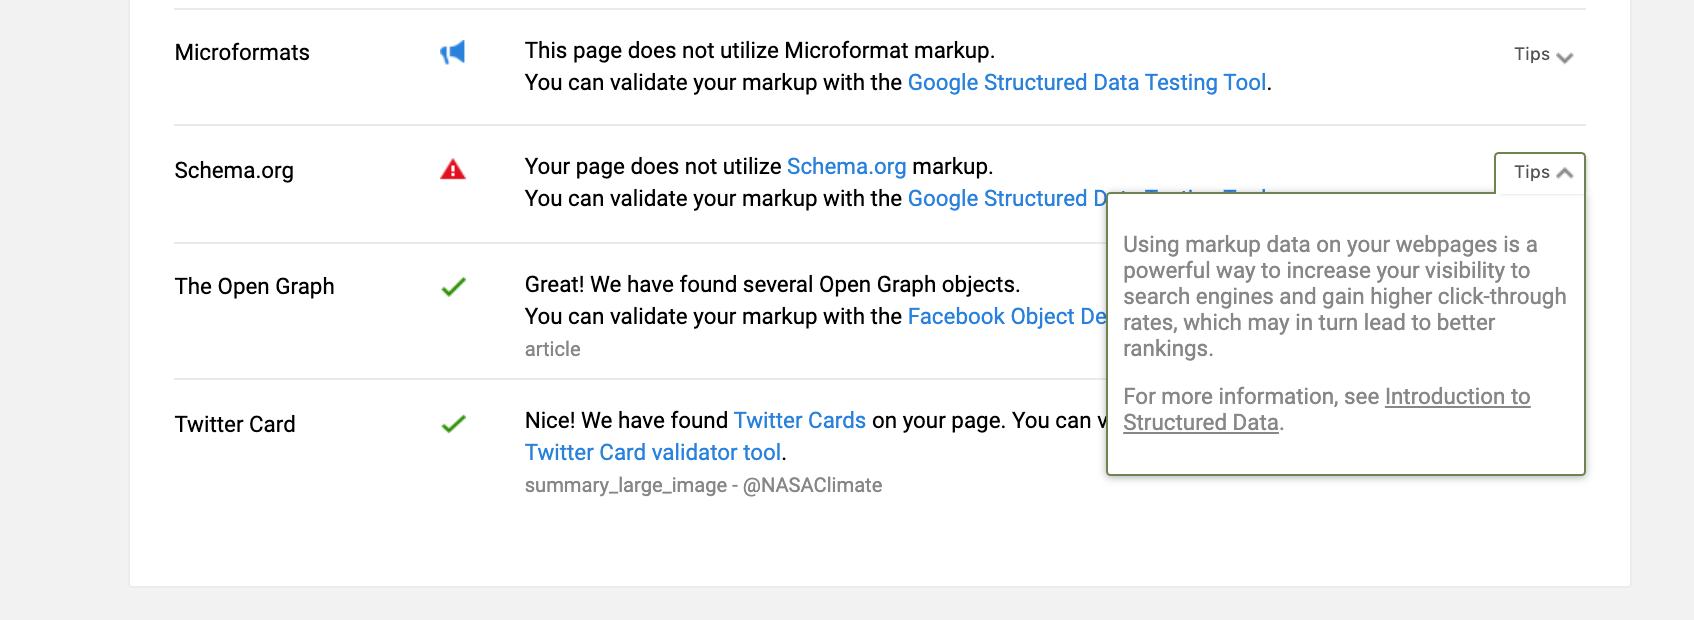 Microformats
This page does not utilize Microformat markup.
You can validate your markup with the Google Structured Data Testing Tool.
Tips
Schema.org
Your page does not utilize Schema.org markup.
You can validate your markup with the Google Structured
Tips
Using markup data on your webpages is a
powerful way to increase your visibility to
search engines and gain higher click-through
rates, which may in turn lead to better
rankings.
For more information, see Introduction to
Structured Data.
The Open Graph
Great! We have found several Open Graph objects.
You can validate your markup with the Facebook Object De
article
Twitter Card
Nice! We have found Twitter Cards on your page. You can v
Twitter Card validator tool.
summary_large_image - @NASAClimate